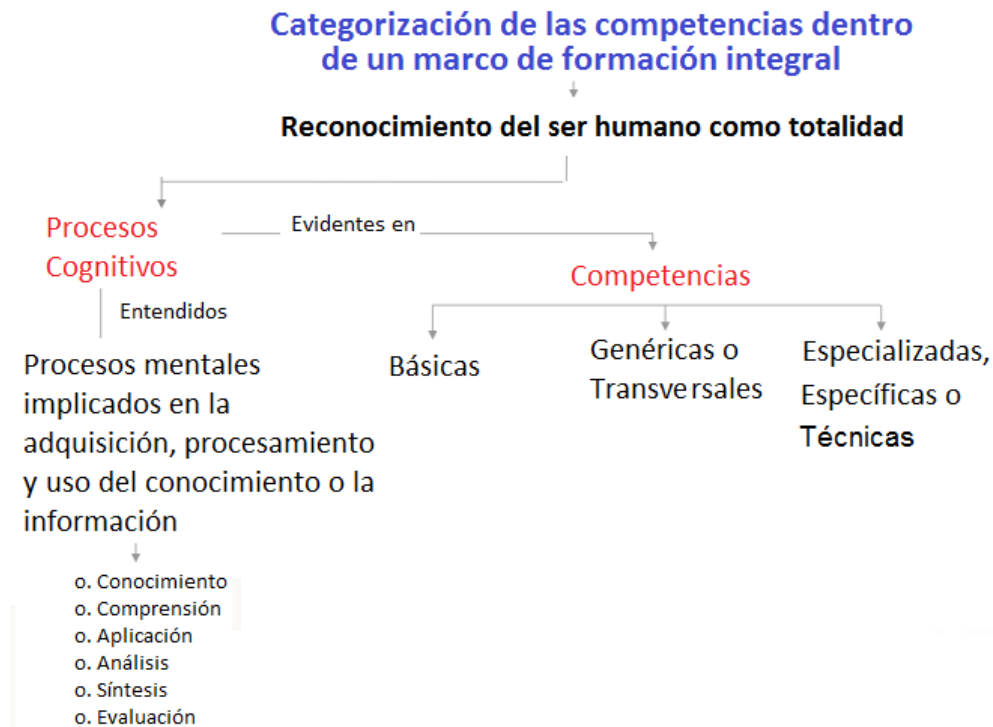 Categorización de las competencias dentro
de un marco de formación integral
Reconocimiento del ser humano como totalidad
Procesos
Cognitivos
Evidentes en
Competencias
Entendidos
Procesos mentales
implicados en la
adquisición, procesamiento
y uso del conocimiento o la
información
Básicas
Genéricas o
Transversales
Especializadas,
Específicas o
Técnicas
o. Conocimiento
o. Comprensión
o. Aplicación
o. Análisis
o. Síntesis
o. Evaluación